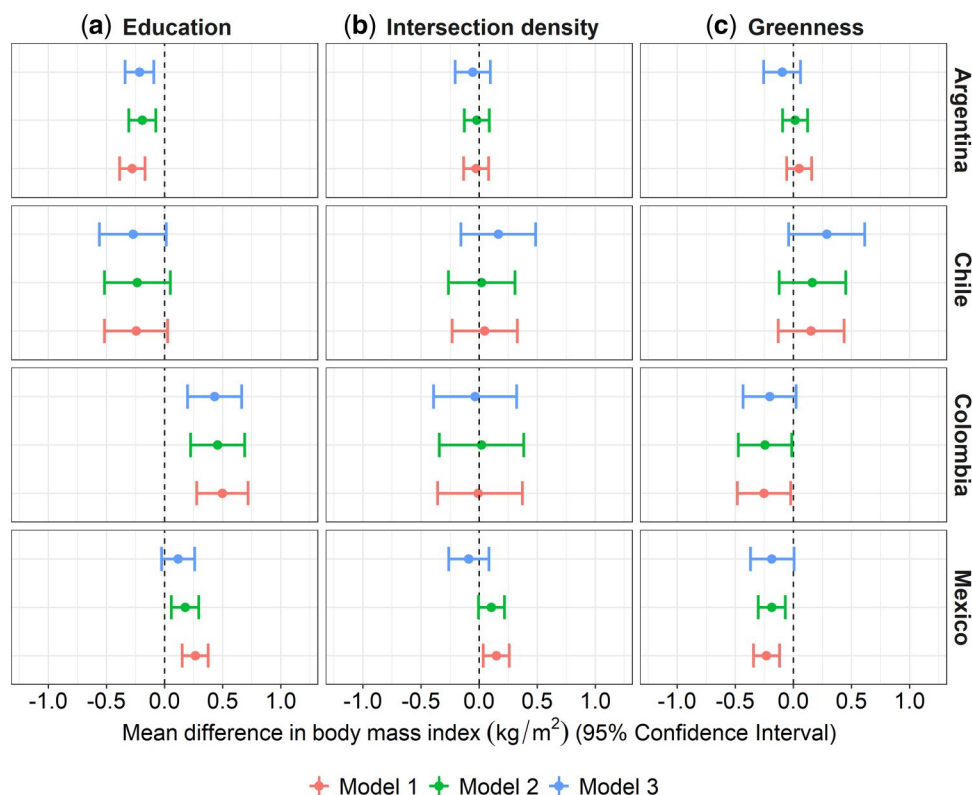 (a) Education
(b) Intersection density
(c) Greenness
Argentina
Chile
Colombia
Mexico
-1.0 -0.5 0.0 0.5 1.0
-1.0 -0.5 0.0 0.5 1.0
-1.0 -0.5 0.0 0.5 1.0
Mean difference in body mass index (kg/m²) (95% Confidence Interval)
Model 1 Model 2 Model 3